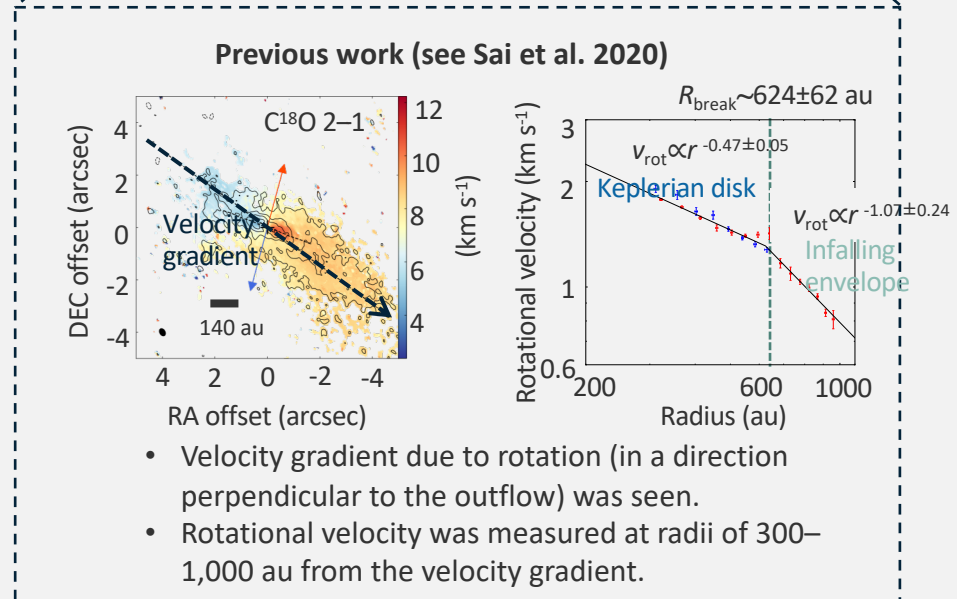 Previous work (see Sai et al. 2020)
C¹⁸O 2–1
Velocity
gradient
140 au
4
2
0
-2
-4
4
2
0
-2
-4
RA offset (arcsec)
DEC offset (arcsec)
12
10
8
6
4
(km s⁻¹)
R_break~624±62 au
v_rot∝r ^-0.47±0.05
Keplerian disk
v_rot∝r ^-1.07±0.24
Infalling
envelope
3
2
1
0.6
200
600
1000
Radius (au)
Rotational velocity (km s⁻¹)
• Velocity gradient due to rotation (in a direction
perpendicular to the outflow) was seen.
• Rotational velocity was measured at radii of 300–
1,000 au from the velocity gradient.